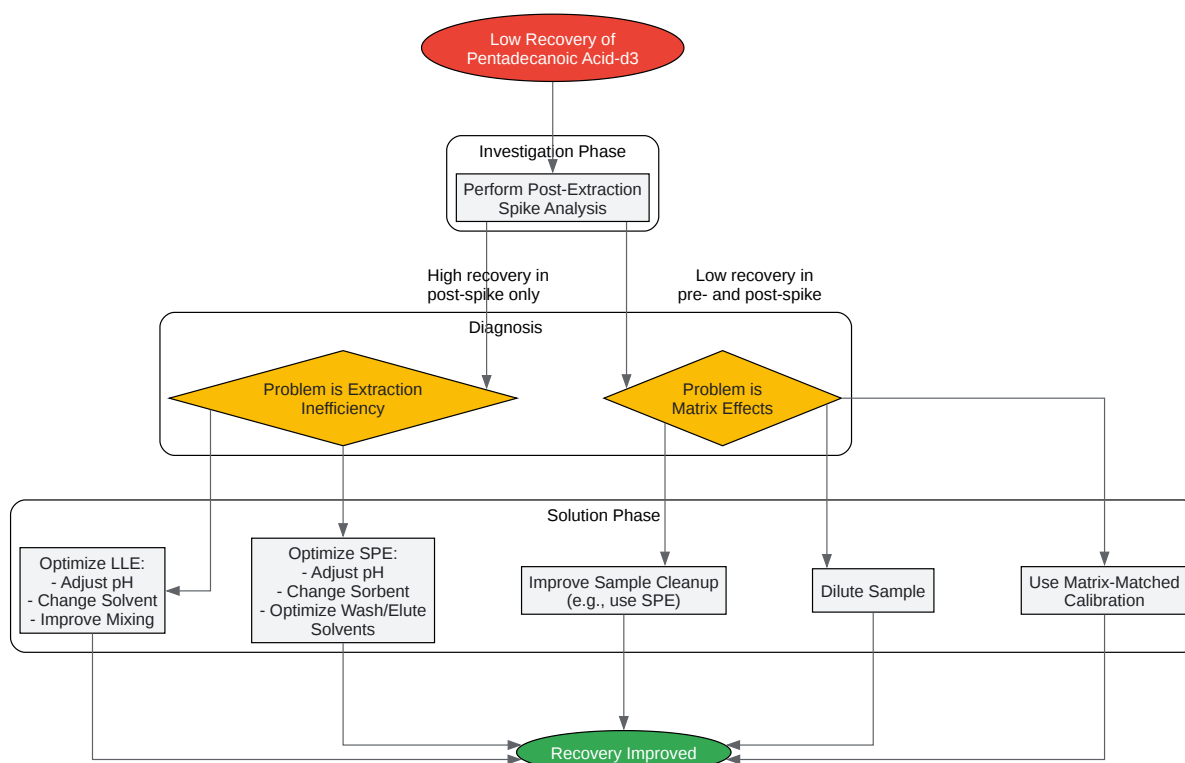 Low Recovery of
Pentadecanoic Acid-d3
Investigation Phase
Perform Post-Extraction
Spike Analysis
High recovery in
post-spike only
Low recovery in
pre- and post-spike
Diagnosis
Problem is Extraction
Inefficiency
Problem is
Matrix Effects
Solution Phase
Optimize LLE:
- Adjust pH
- Change Solvent
- Improve Mixing
Optimize SPE:
- Adjust pH
- Change Sorbent
- Optimize Wash/Elute
Solvents
Improve Sample Cleanup
(e.g., use SPE)
Dilute Sample
Use Matrix-Matched
Calibration
Recovery Improved